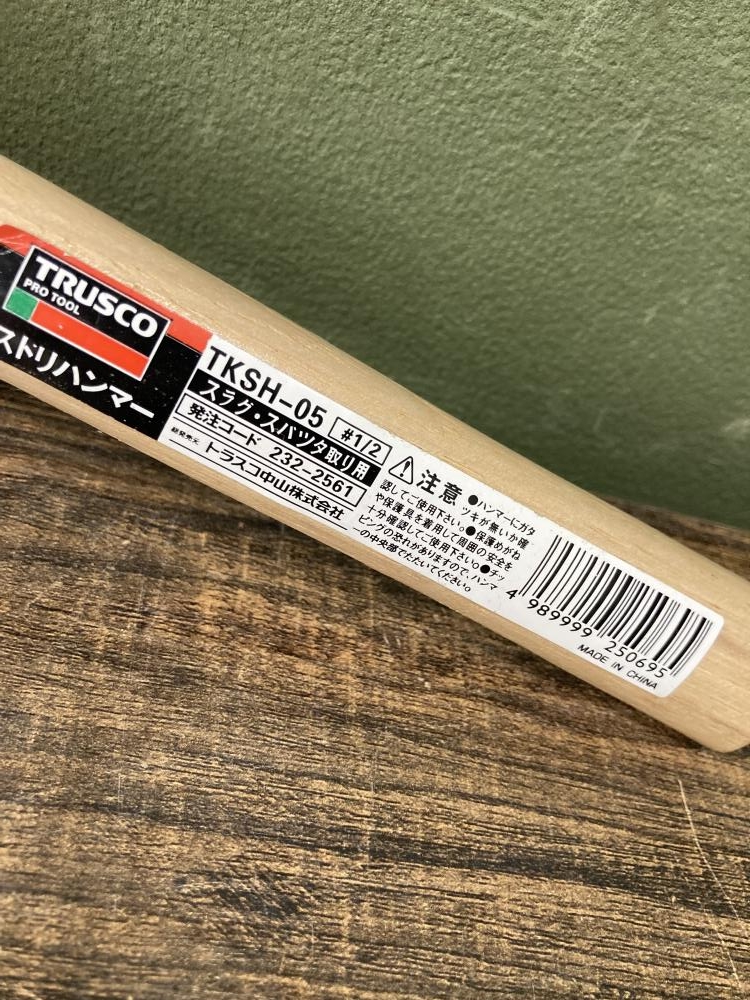 TRUSCO
PRO TOOL
ストリハンマー
TKSH-05 #1/2
スラグ・スパツタ取り用
発注コード 232-2561
総発売元 トラスコ中山株式会社
⚠注意 ●ハンマーにガタ
ツキが無いか確
認してご使用下さい。●保護めがね
や保護具を着用して周囲の安全を
十分確認してご使用下さい。●チッ
ピングの恐れがありますので、ハンマ
ーの中央部でたたいてください。
4 989999 250695
MADE IN CHINA